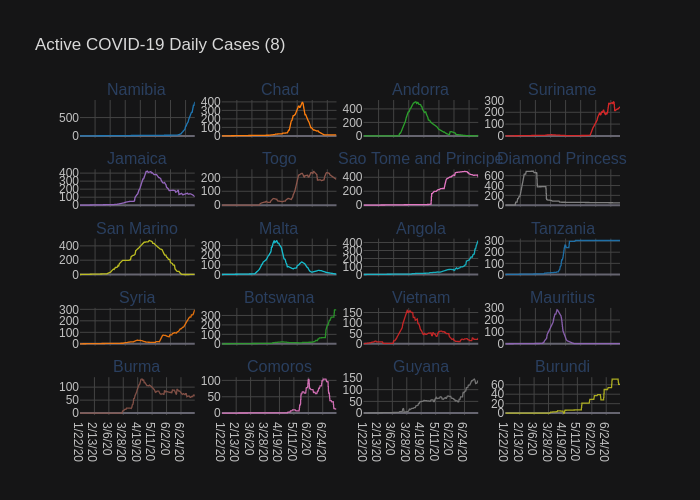 Active COVID-19 Daily Cases (8)
Namibia Chad Andorra Suriname
500 0 400 300 200 100 0 400 200 0 300 200 100 0
Jamaica Togo Sao Tome and Principe Diamond Princess
400 300 200 100 0 200 100 0 400 200 0 600 400 200 0
San Marino Malta Angola Tanzania
400 200 0 300 200 100 0 400 300 200 100 0 300 200 100 0
Syria Botswana Vietnam Mauritius
300 200 100 0 300 200 100 0 150 100 50 0 300 200 100 0
Burma Comoros Guyana Burundi
100 50 0 100 50 0 150 100 50 0 60 40 20 0
1/22/20 2/13/20 3/6/20 3/28/20 4/19/20 5/11/20 6/2/20 6/24/20 1/22/20 2/13/20 3/6/20 3/28/20 4/19/20 5/11/20 6/2/20 6/24/20 1/22/20 2/13/20 3/6/20 3/28/20 4/19/20 5/11/20 6/2/20 6/24/20 1/22/20 2/13/20 3/6/20 3/28/20 4/19/20 5/11/20 6/2/20 6/24/20